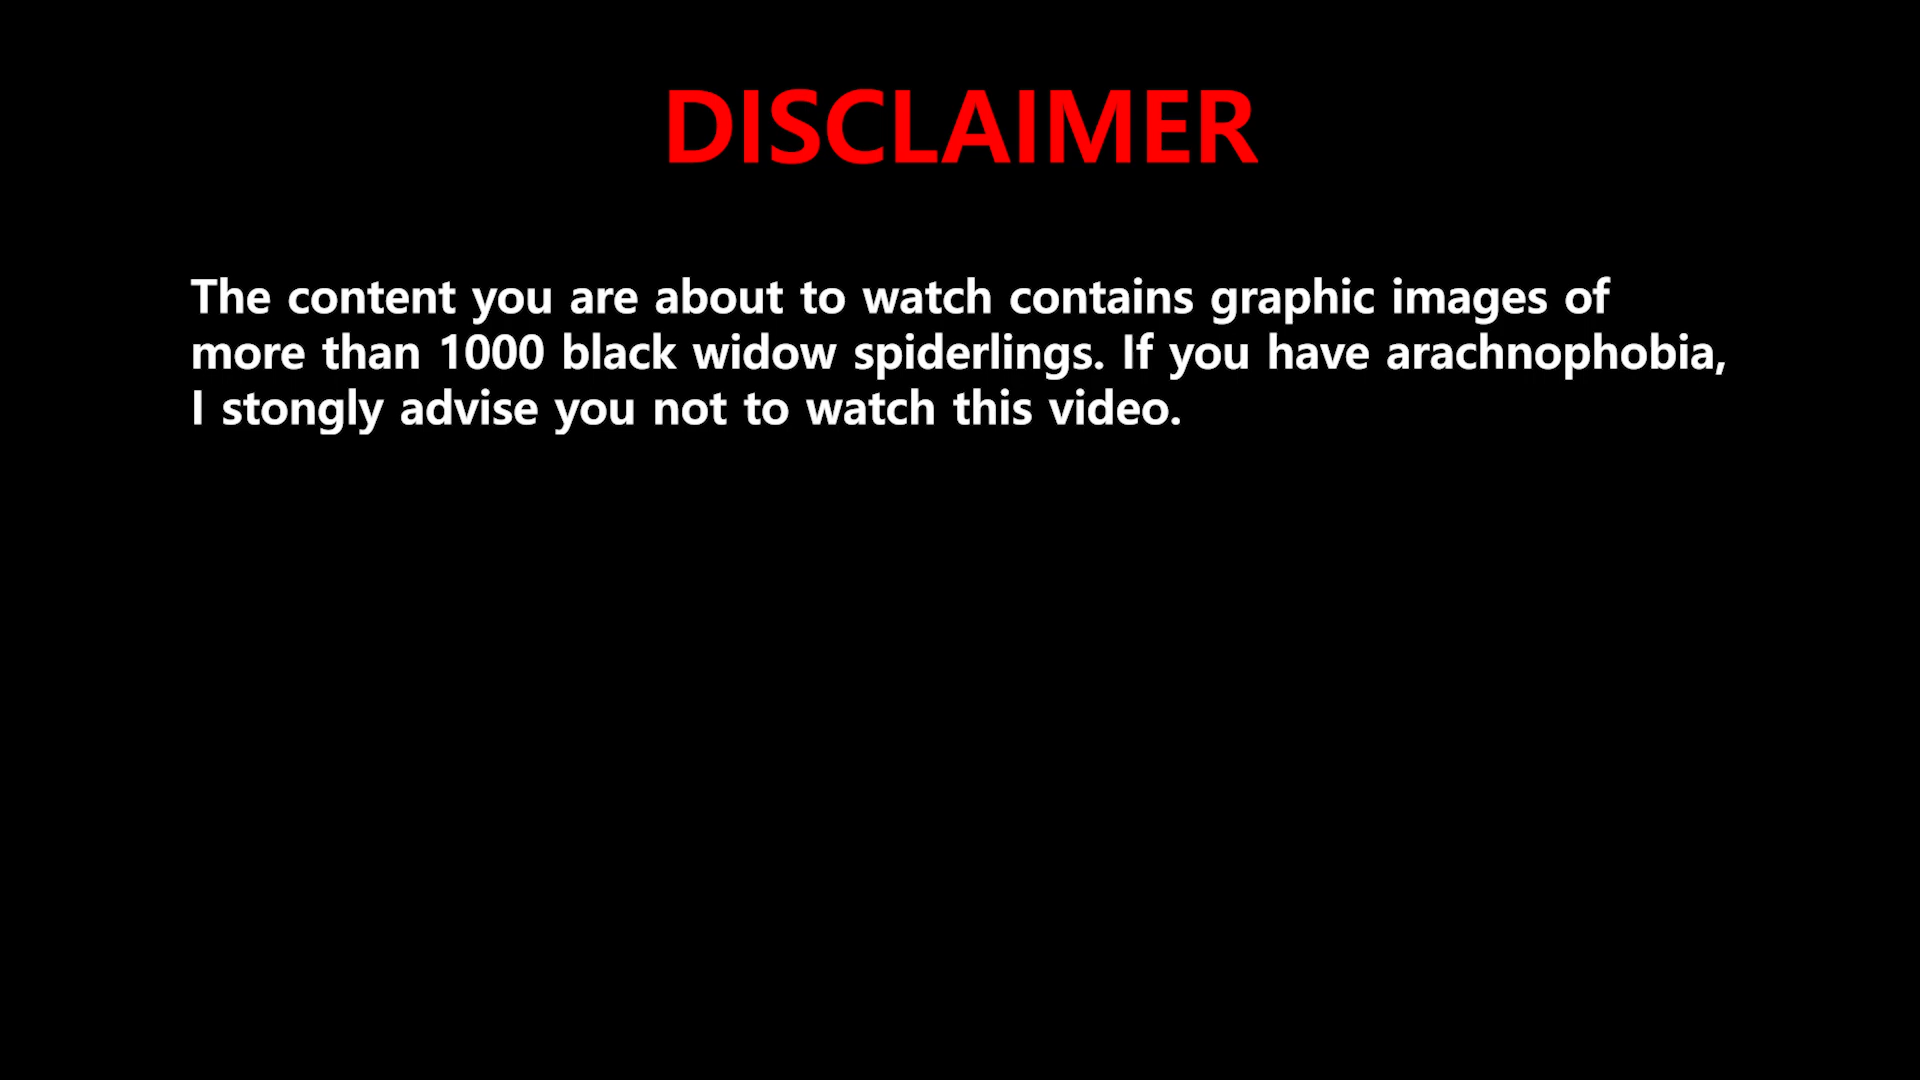 DISCLAIMER
The content you are about to watch contains graphic images of
more than 1000 black widow spiderlings. If you have arachnophobia,
I stongly advise you not to watch this video.